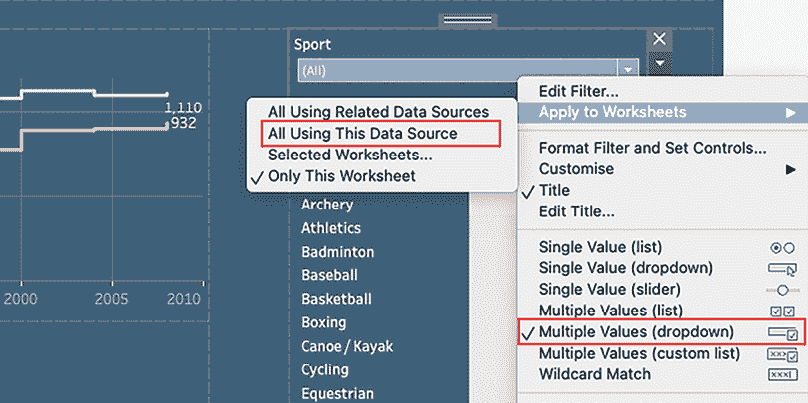 Sport
(All)
1,110
932
2000
2005
2010
All Using Related Data Sources
All Using This Data Source
Selected Worksheets...
Only This Worksheet
Archery
Athletics
Badminton
Baseball
Basketball
Boxing
Canoe / Kayak
Cycling
Equestrian
Edit Filter...
Apply to Worksheets
Format Filter and Set Controls...
Customise
Title
Edit Title...
Single Value (list)
Single Value (dropdown)
Single Value (slider)
Multiple Values (list)
Multiple Values (dropdown)
Multiple Values (custom list)
Wildcard Match